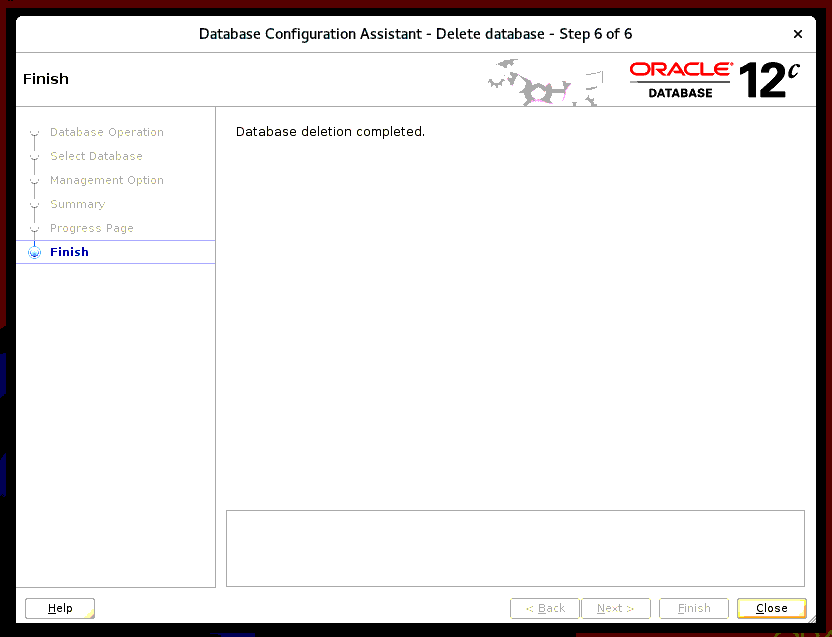 Database Configuration Assistant - Delete database - Step 6 of 6
×
Finish
ORACLE®
DATABASE
12c
Database Operation
Select Database
Management Option
Summary
Progress Page
Finish
Database deletion completed.
Help
< Back
Next >
Finish
Close